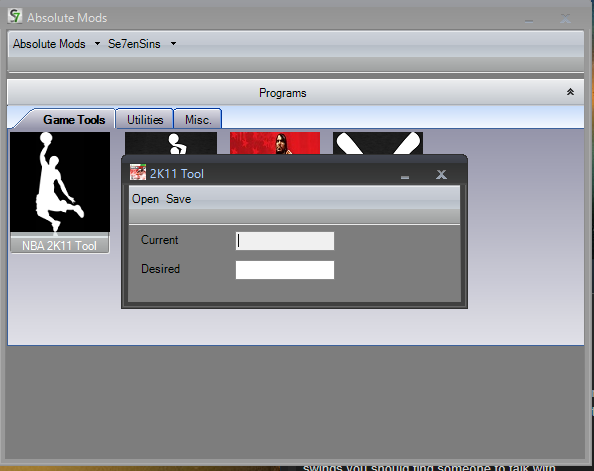 S7 Absolute Mods
Absolute Mods Se7enSins
Programs
Game Tools Utilities Misc.
2K11 Tool
Open Save
Current
Desired
NBA 2K11 Tool
swings you should find someone to talk with